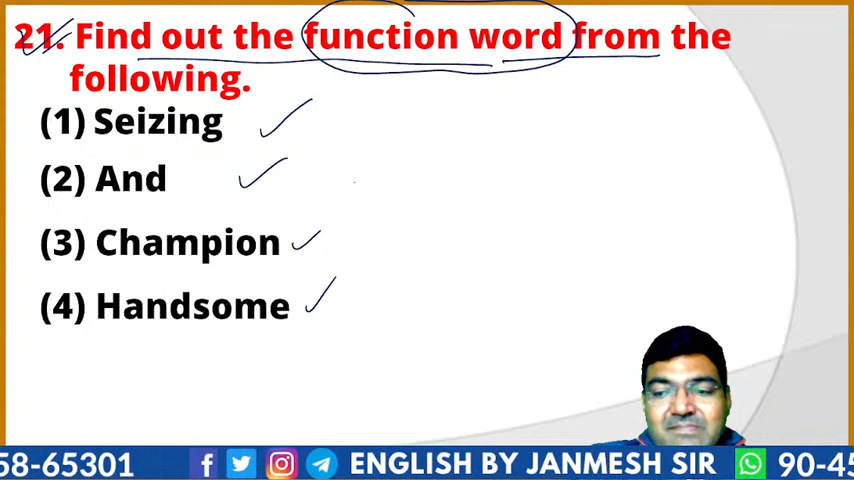 21. Find out the function word from the
following.
(1) Seizing
(2) And
(3) Champion
(4) Handsome
58-65301 ENGLISH BY JANMESH SIR 90-45